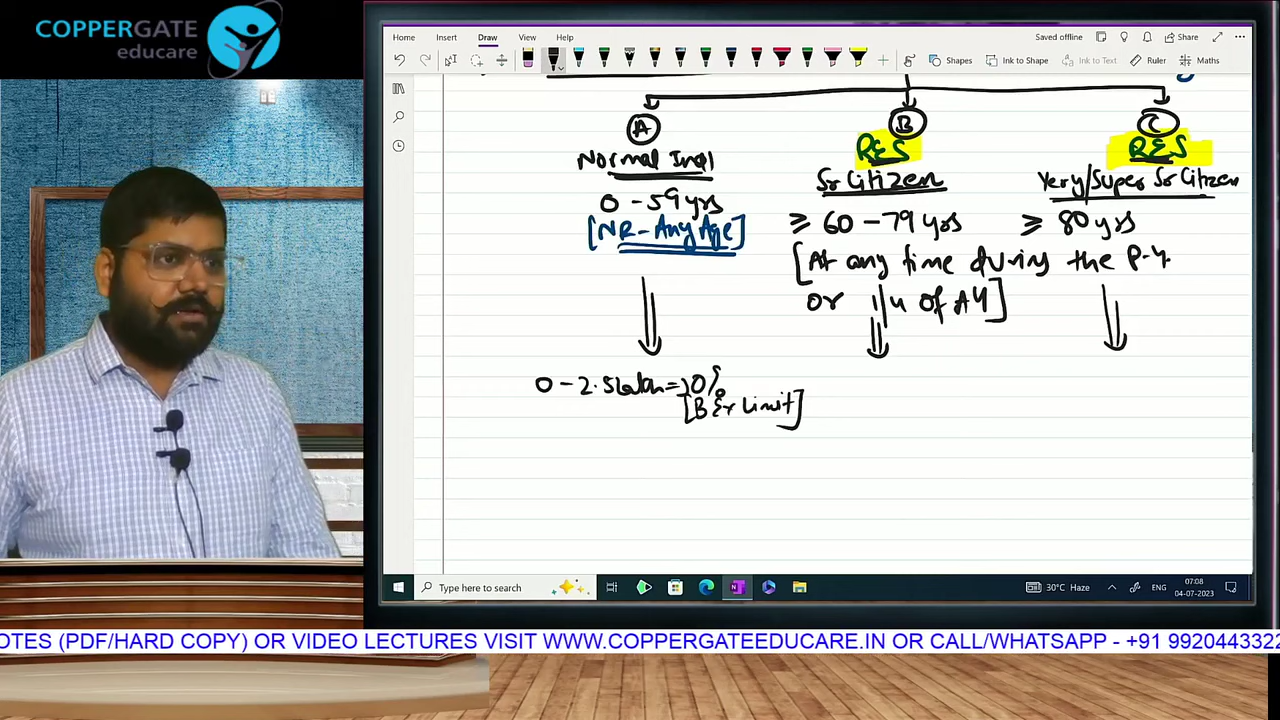 COPPERGATE
educare
Home Insert Draw View Help
Saved offline
Share
Shapes
Ink to Shape
Ink to Text
Ruler
Maths
A
B
C
Normal Indl
RES
RES
Sr Citizen
Very/Super Sr Citizen
0 - 59 yrs
≥ 60 - 79 yrs
≥ 80 yrs
[NR - Any Age]
[At any time during the P.Y.
or 1/4 of AY]
0 - 2.5 Lakh = 0%
[B Ex Limit]
Type here to search
30°C Haze
ENG
07:08
04-07-2023
OTES (PDF/HARD COPY) OR VIDEO LECTURES VISIT WWW.COPPERGATEEDUCARE.IN OR CALL/WHATSAPP - +91 9920443322